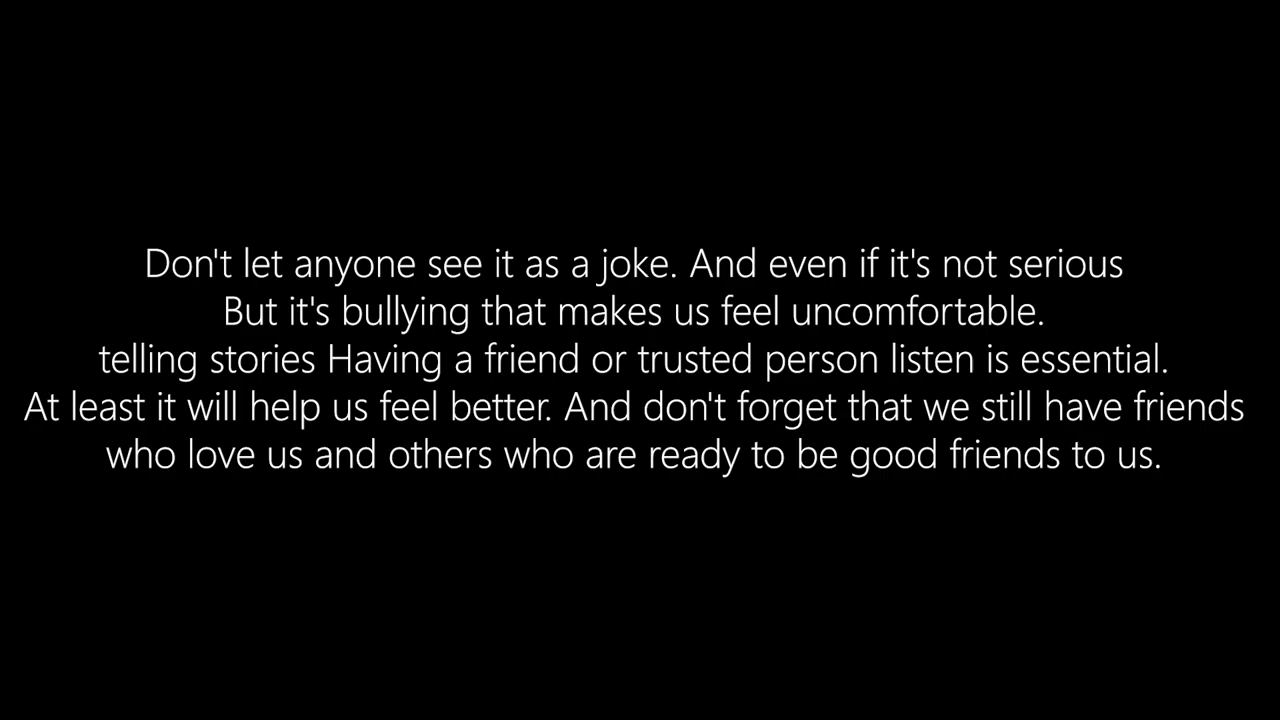 Don't let anyone see it as a joke. And even if it's not serious
But it's bullying that makes us feel uncomfortable.
telling stories Having a friend or trusted person listen is essential.
At least it will help us feel better. And don't forget that we still have friends
who love us and others who are ready to be good friends to us.